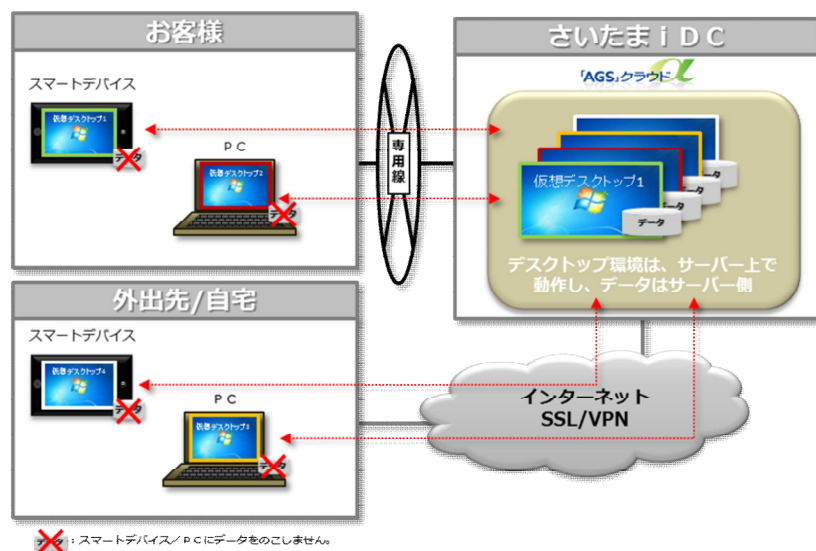 お客様
スマートデバイス
仮想デスクトップ1
データ
PC
仮想デスクトップ2
データ
専用線
さいたまiDC
「AGS」クラウドα
仮想デスクトップ1
データ
データ
データ
データ
デスクトップ環境は、サーバー上で
動作し、データはサーバー側
外出先/自宅
スマートデバイス
仮想デスクトップ4
データ
PC
仮想デスクトップ3
データ
インターネット
SSL/VPN
データ:スマートデバイス/PCにデータをのこしません。